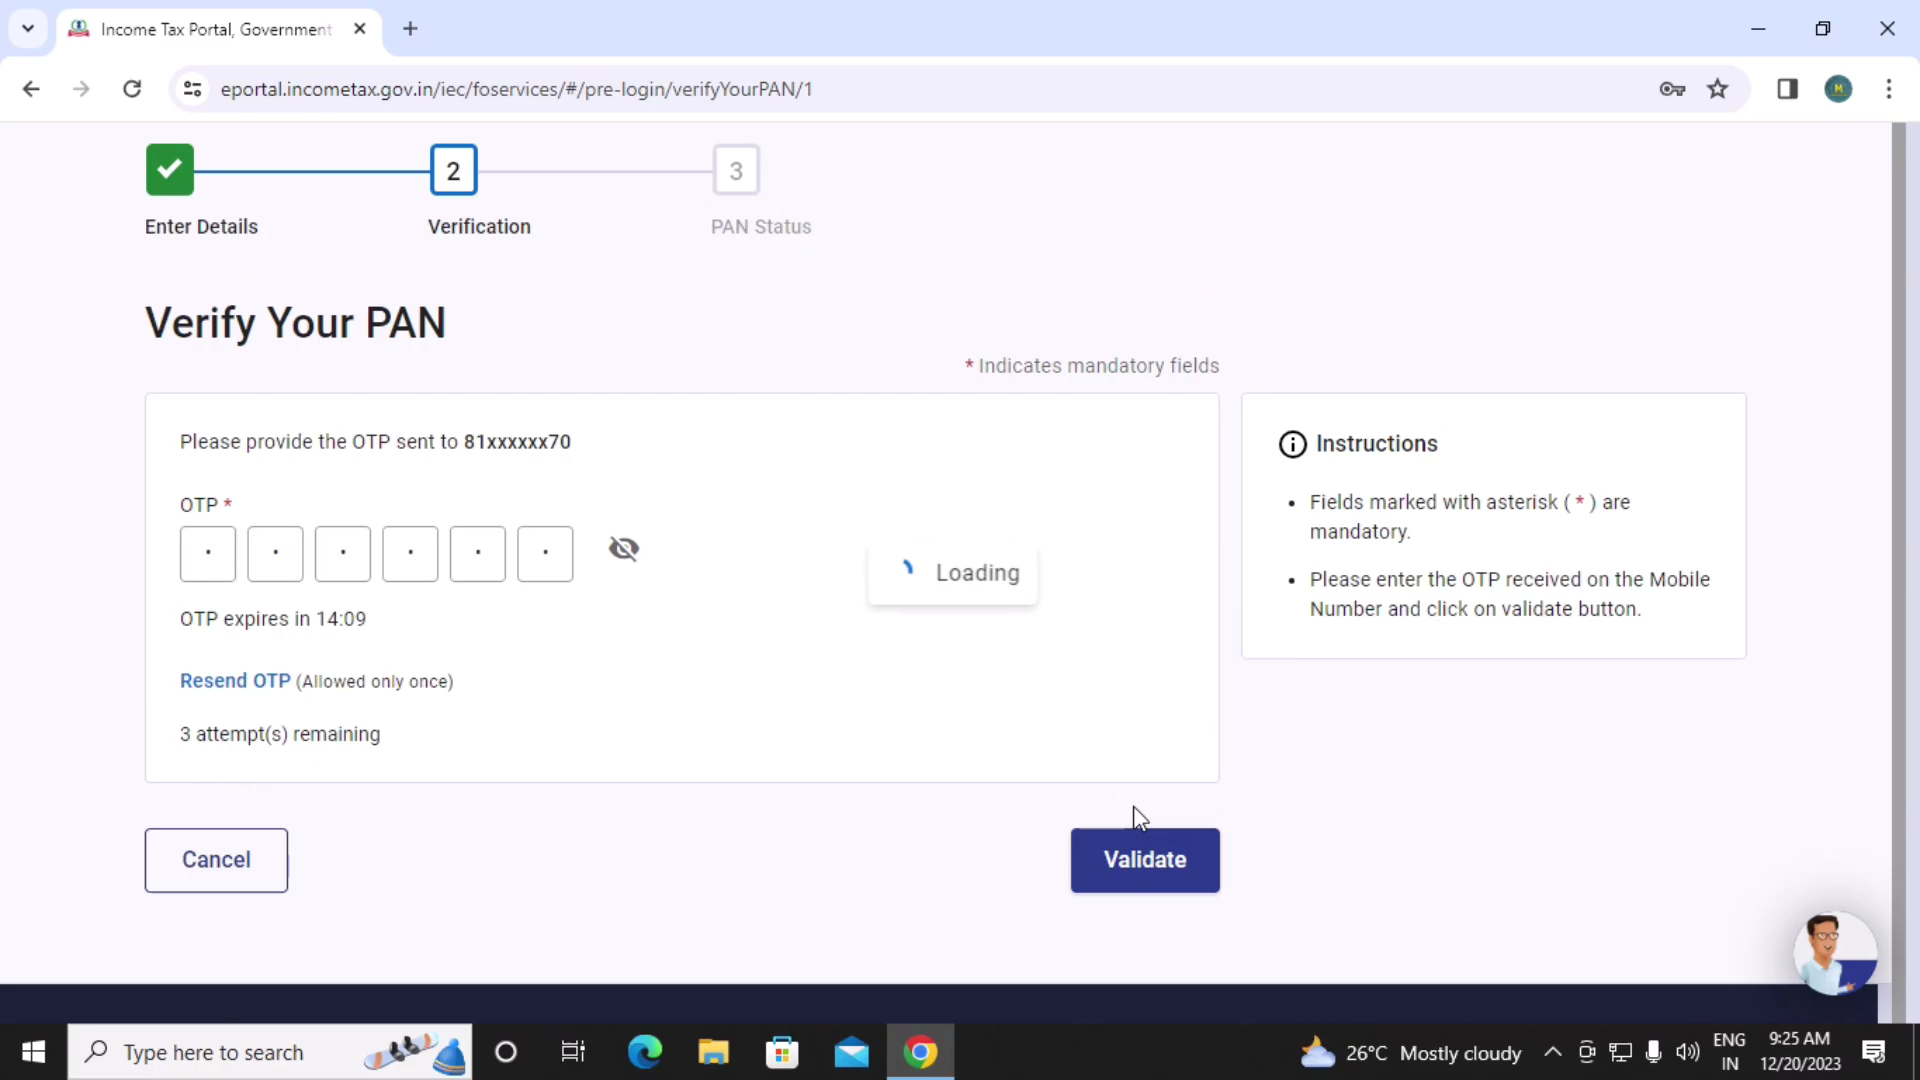 Income Tax Portal, Government
eportal.incometax.gov.in/iec/foservices/#/pre-login/verifyYourPAN/1
M
2
3
Enter Details
Verification
PAN Status
Verify Your PAN
* Indicates mandatory fields
Please provide the OTP sent to 81xxxxxx70
OTP *
OTP expires in 14:09
Resend OTP (Allowed only once)
3 attempt(s) remaining
Loading
Instructions
• Fields marked with asterisk ( * ) are
mandatory.
• Please enter the OTP received on the Mobile
Number and click on validate button.
Cancel
Validate
Type here to search
26°C Mostly cloudy
ENG
IN
9:25 AM
12/20/2023